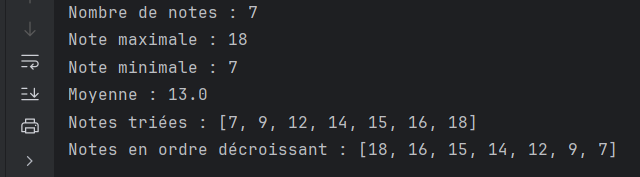 Nombre de notes : 7
Note maximale : 18
Note minimale : 7
Moyenne : 13.0
Notes triées : [7, 9, 12, 14, 15, 16, 18]
Notes en ordre décroissant : [18, 16, 15, 14, 12, 9, 7]